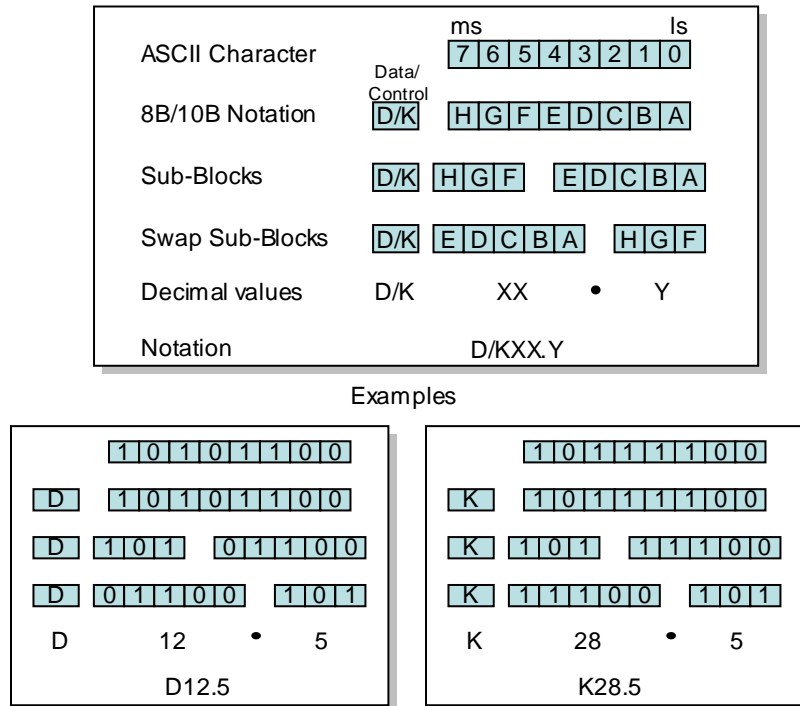 ms ls
ASCII Character 7 6 5 4 3 2 1 0
Data/
Control
8B/10B Notation D/K H G F E D C B A
Sub-Blocks D/K H G F E D C B A
Swap Sub-Blocks D/K E D C B A H G F
Decimal values D/K XX • Y
Notation D/KXX.Y
Examples
1 0 1 0 1 1 0 0
D 1 0 1 0 1 1 0 0
D 1 0 1 0 1 1 0 0
D 0 1 1 0 0 1 0 1
D 12 • 5
D12.5
1 0 1 1 1 1 0 0
K 1 0 1 1 1 1 0 0
K 1 0 1 1 1 1 0 0
K 1 1 1 0 0 1 0 1
K 28 • 5
K28.5